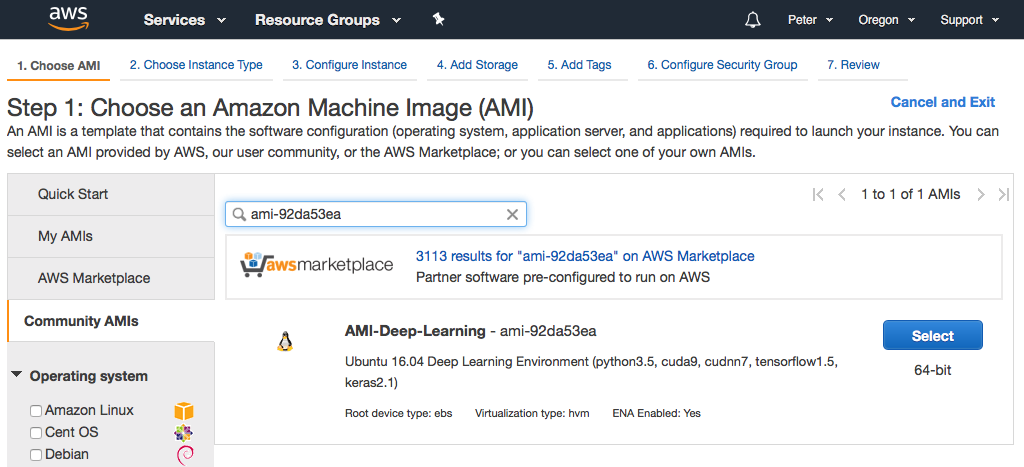 aws Services Resource Groups Peter Oregon Support
1. Choose AMI 2. Choose Instance Type 3. Configure Instance 4. Add Storage 5. Add Tags 6. Configure Security Group 7. Review
Step 1: Choose an Amazon Machine Image (AMI)
Cancel and Exit
An AMI is a template that contains the software configuration (operating system, application server, and applications) required to launch your instance. You can
select an AMI provided by AWS, our user community, or the AWS Marketplace; or you can select one of your own AMIs.
Quick Start
My AMIs
AWS Marketplace
Community AMIs
Operating system
Amazon Linux
Cent OS
Debian
1 to 1 of 1 AMIs
ami-92da53ea
awsmarketplace
3113 results for "ami-92da53ea" on AWS Marketplace
Partner software pre-configured to run on AWS
AMI-Deep-Learning - ami-92da53ea
Ubuntu 16.04 Deep Learning Environment (python3.5, cuda9, cudnn7, tensorflow1.5,
keras2.1)
Root device type: ebs Virtualization type: hvm ENA Enabled: Yes
Select
64-bit